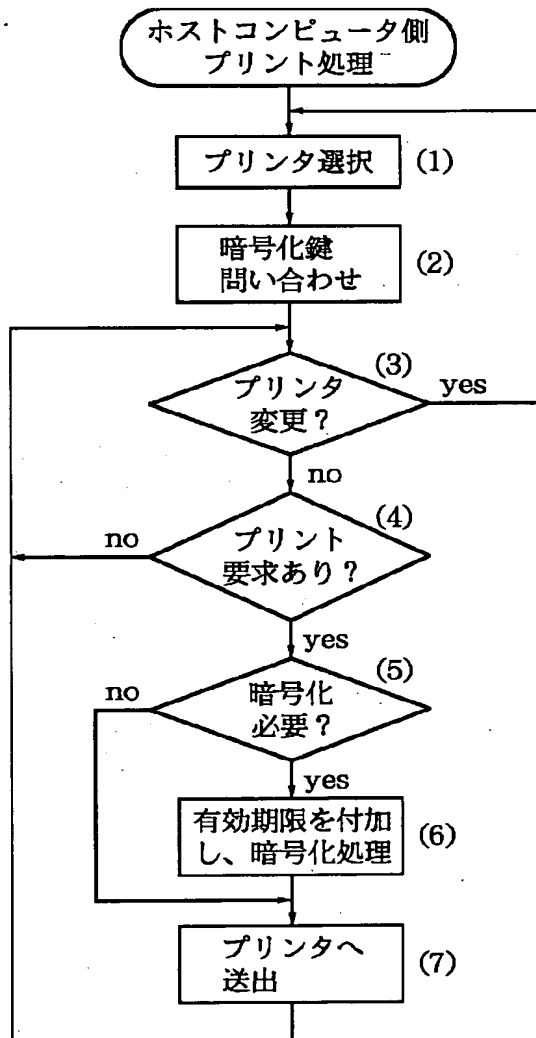 ホストコンピュータ側
プリント処理
プリンタ選択
(1)
暗号化鍵
問い合わせ
(2)
(3)
プリンタ
変更?
yes
no
(4)
プリント
要求あり?
no
yes
(5)
暗号化
必要?
no
yes
有効期限を付加
し、暗号化処理
(6)
プリンタへ
送出
(7)